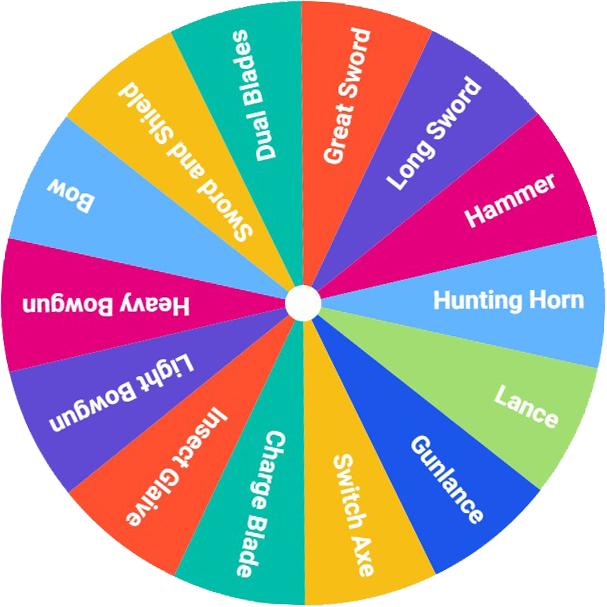 Great Sword
Long Sword
Hammer
Hunting Horn
Lance
Gunlance
Switch Axe
Charge Blade
Insect Glaive
Light Bowgun
Heavy Bowgun
Bow
Sword and Shield
Dual Blades